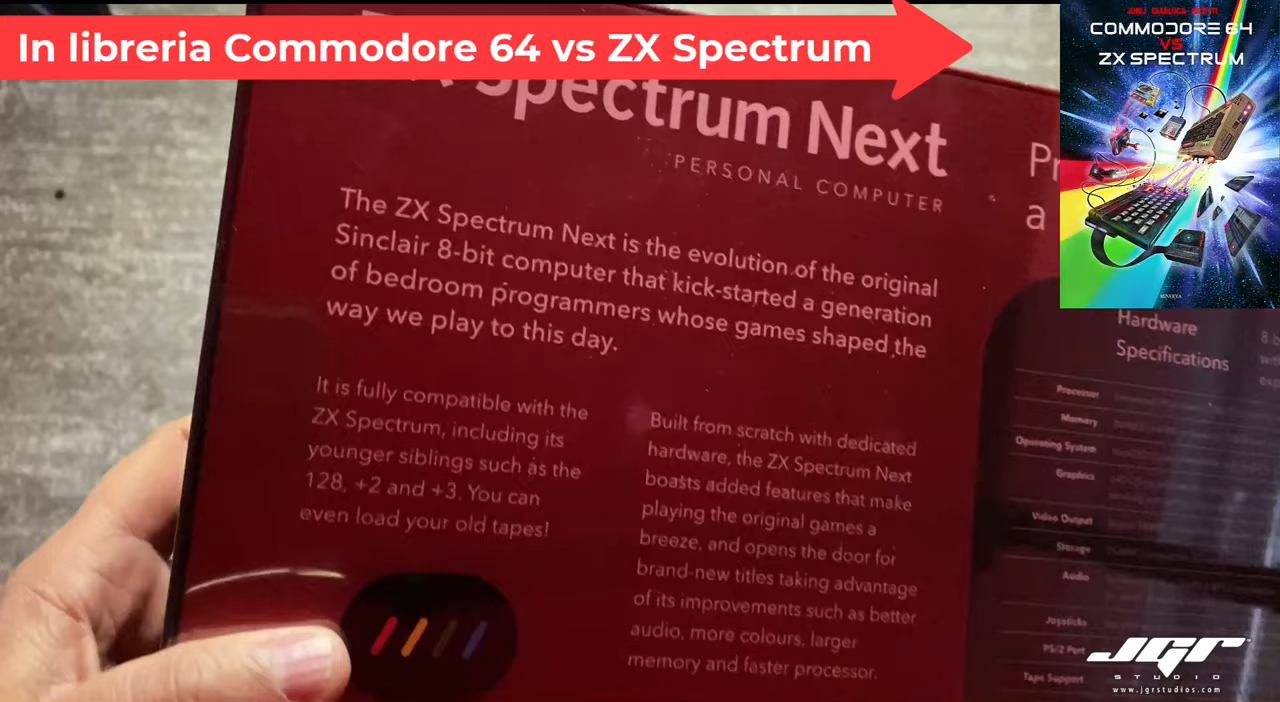 In libreria Commodore 64 vs ZX Spectrum
COMMODORE 64
VS
ZX SPECTRUM
MINERVA
Spectrum Next
PERSONAL COMPUTER
The ZX Spectrum Next is the evolution of the original
Sinclair 8-bit computer that kick-started a generation
of bedroom programmers whose games shaped the
way we play to this day.
It is fully compatible with the
ZX Spectrum, including its
younger siblings such as the
128, +2 and +3. You can
even load your old tapes!
Built from scratch with dedicated
hardware, the ZX Spectrum Next
boasts added features that make
playing the original games a
breeze, and opens the door for
brand-new titles taking advantage
of its improvements such as better
audio, more colours, larger
memory and faster processor.
Pr
a
Hardware
Specifications
Processor
Memory
Operating System
Graphics
Video Output
Storage
Audio
Joysticks
PS/2 Port
Tape Support
JGR
STUDIO
www.jgrstudios.com